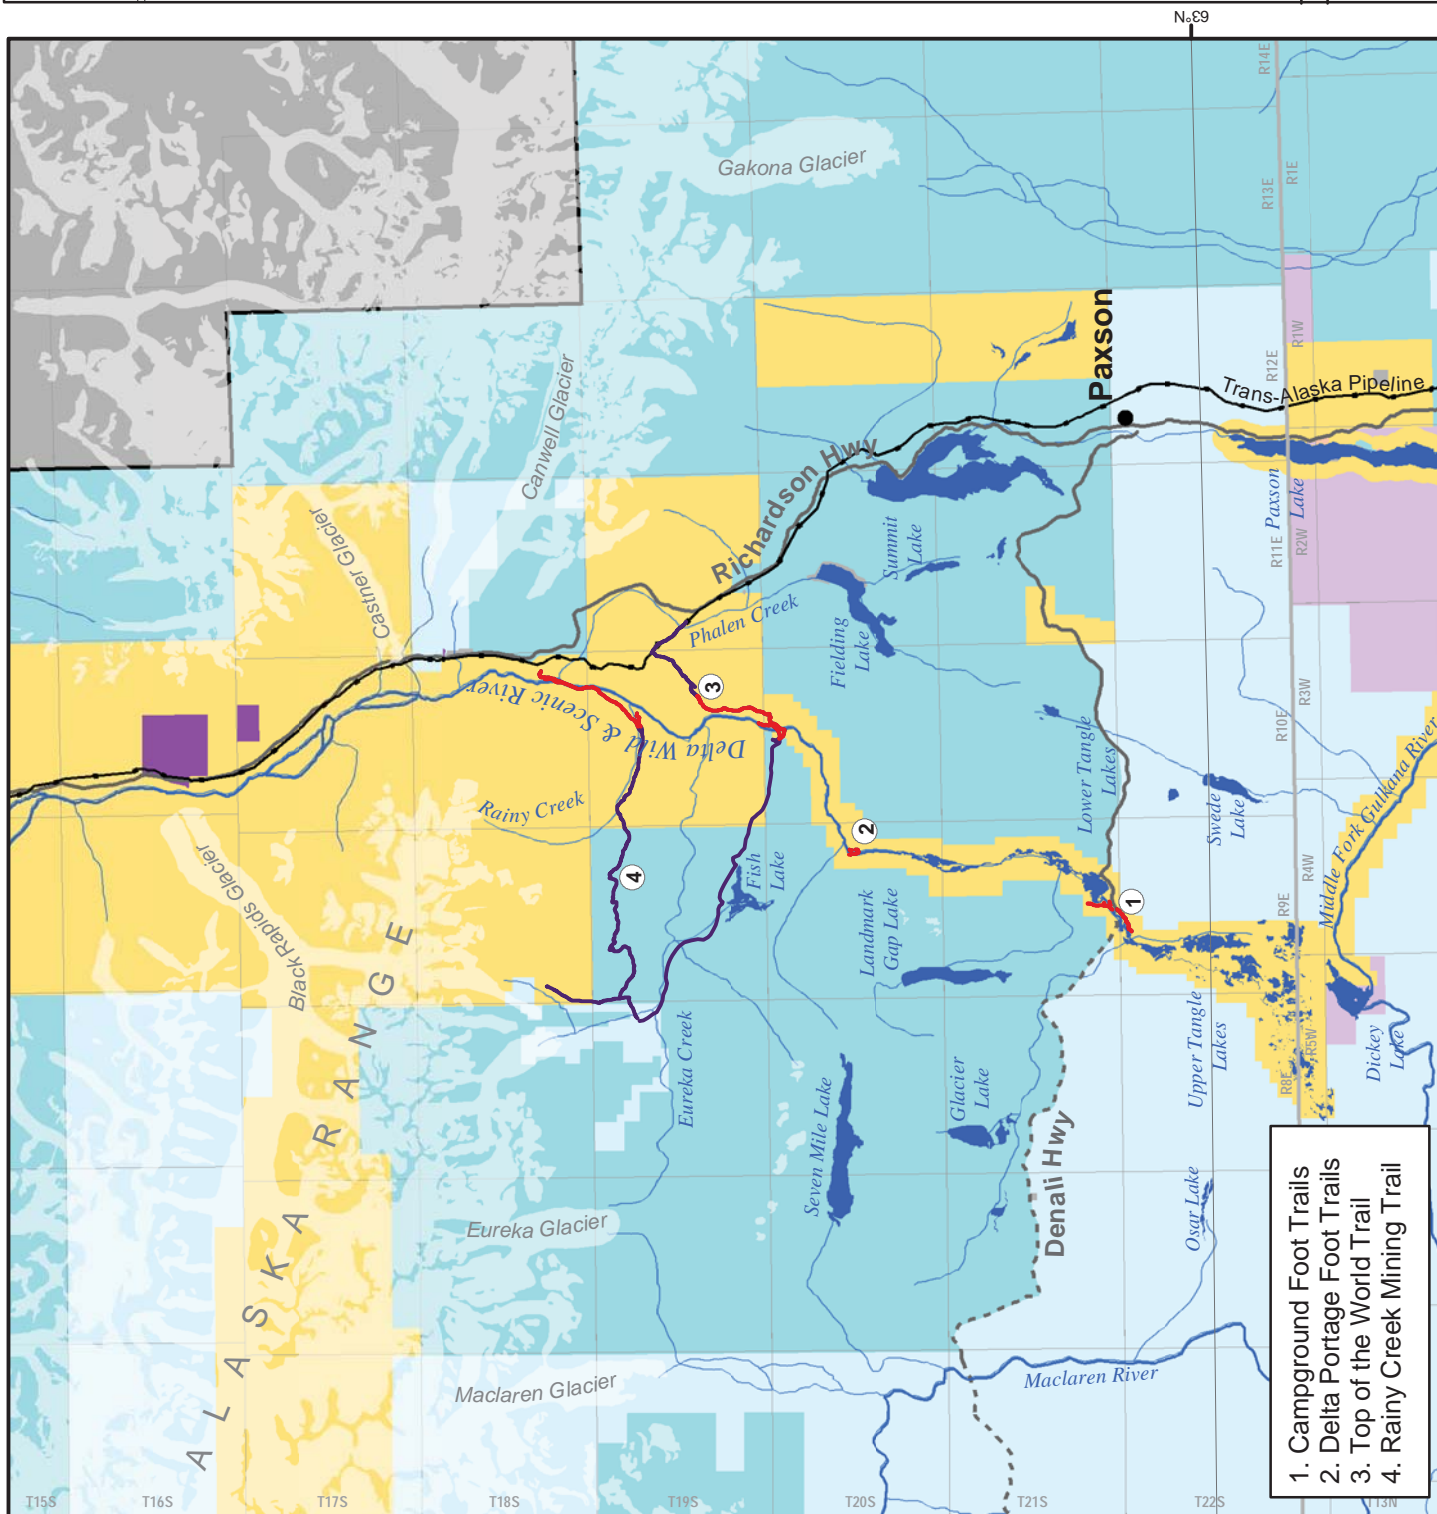 63°N
R14E
R13E
R1E
R12E
R1W
R11E
R2W
R10E
R3W
R9E
R4W
R8E
R5W
T15S
T16S
T17S
T18S
T19S
T20S
T21S
T22S
T13N
Gakona Glacier
Canwell Glacier
Castner Glacier
Black Rapids Glacier
Eureka Glacier
Maclaren Glacier
ALASKA RANGE
Richardson Hwy
Trans-Alaska Pipeline
Paxson
Paxson
Lake
Summit
Lake
Fielding
Lake
Phalen Creek
Delta Wild & Scenic River
Rainy Creek
Fish
Lake
Landmark
Gap Lake
Lower Tangle
Lakes
Swede
Lake
Middle Fork Gulkana River
Upper Tangle
Lakes
Dickey
Lake
Eureka Creek
Seven Mile Lake
Glacier
Lake
Denali Hwy
Osar Lake
Maclaren River
1
2
3
4
1. Campground Foot Trails
2. Delta Portage Foot Trails
3. Top of the World Trail
4. Rainy Creek Mining Trail